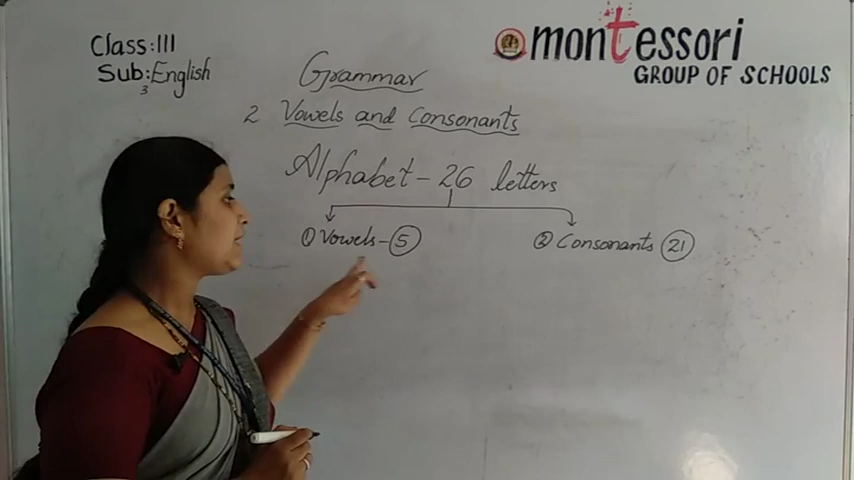 Class:III
Sub:English
3
montessori
GROUP OF SCHOOLS
Grammar
2 Vowels and Consonants
Alphabet-26 letters
① Vowels-5
② Consonants 21